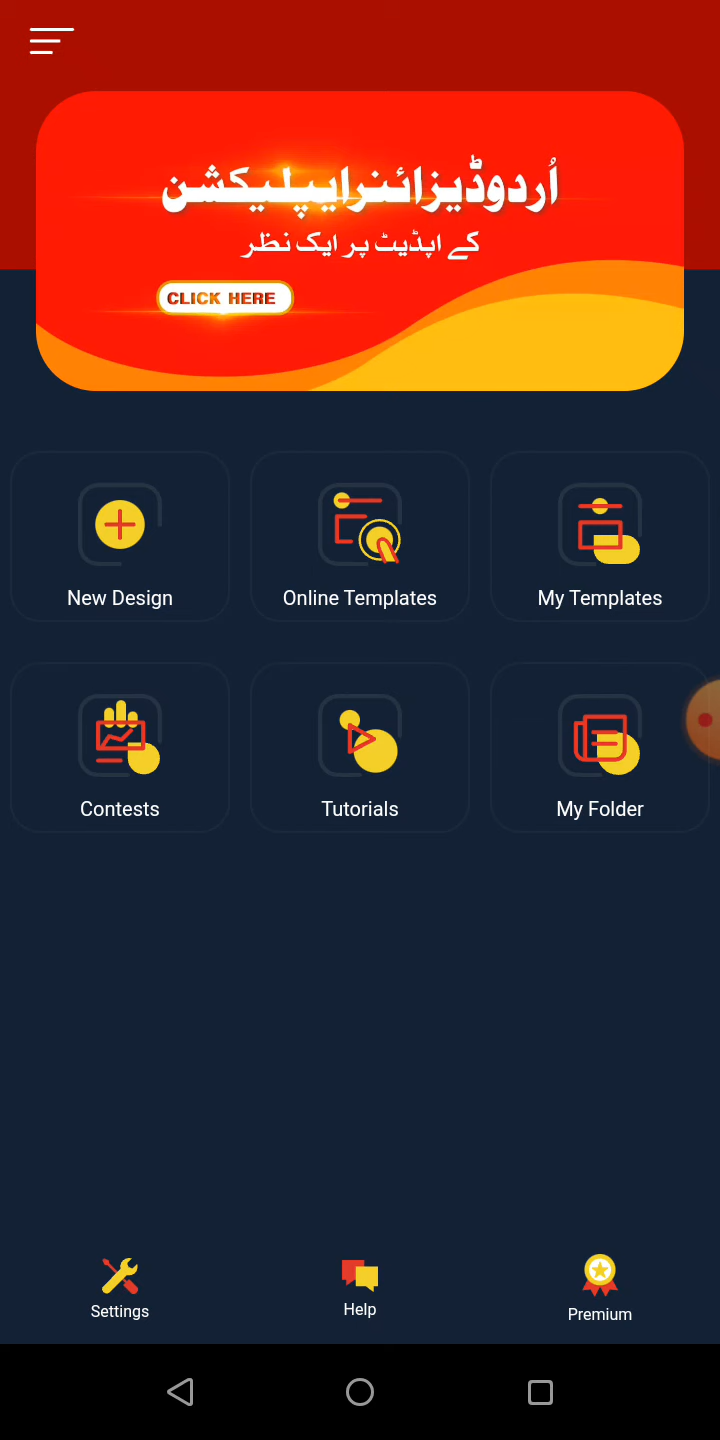 اُردوڈیزائنرایپلیکشن
کے اپڈیٹ پر ایک نظر
CLICK HERE
New Design
Online Templates
My Templates
Contests
Tutorials
My Folder
Settings
Help
Premium